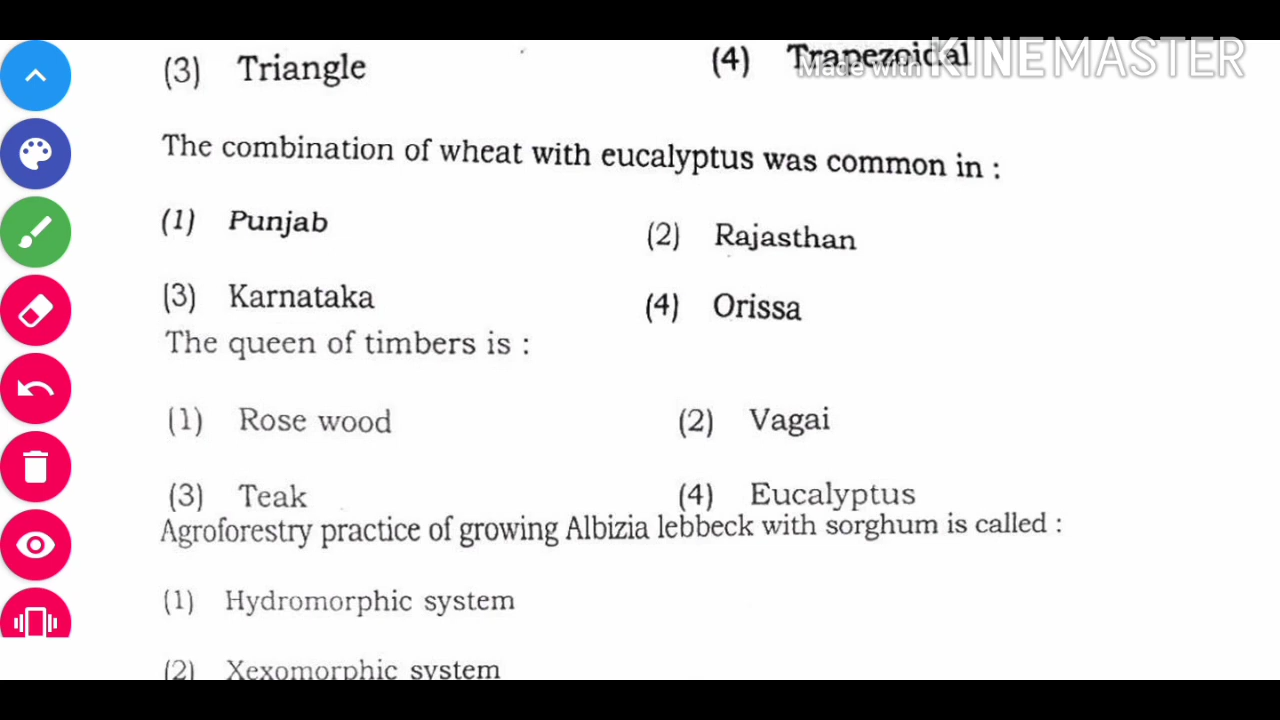 (3) Triangle (4) Trapezoidal
Made with KINEMASTER
The combination of wheat with eucalyptus was common in :
(1) Punjab (2) Rajasthan
(3) Karnataka (4) Orissa
The queen of timbers is :
(1) Rose wood (2) Vagai
(3) Teak (4) Eucalyptus
Agroforestry practice of growing Albizia lebbeck with sorghum is called :
(1) Hydromorphic system
(2) Xexomorphic system